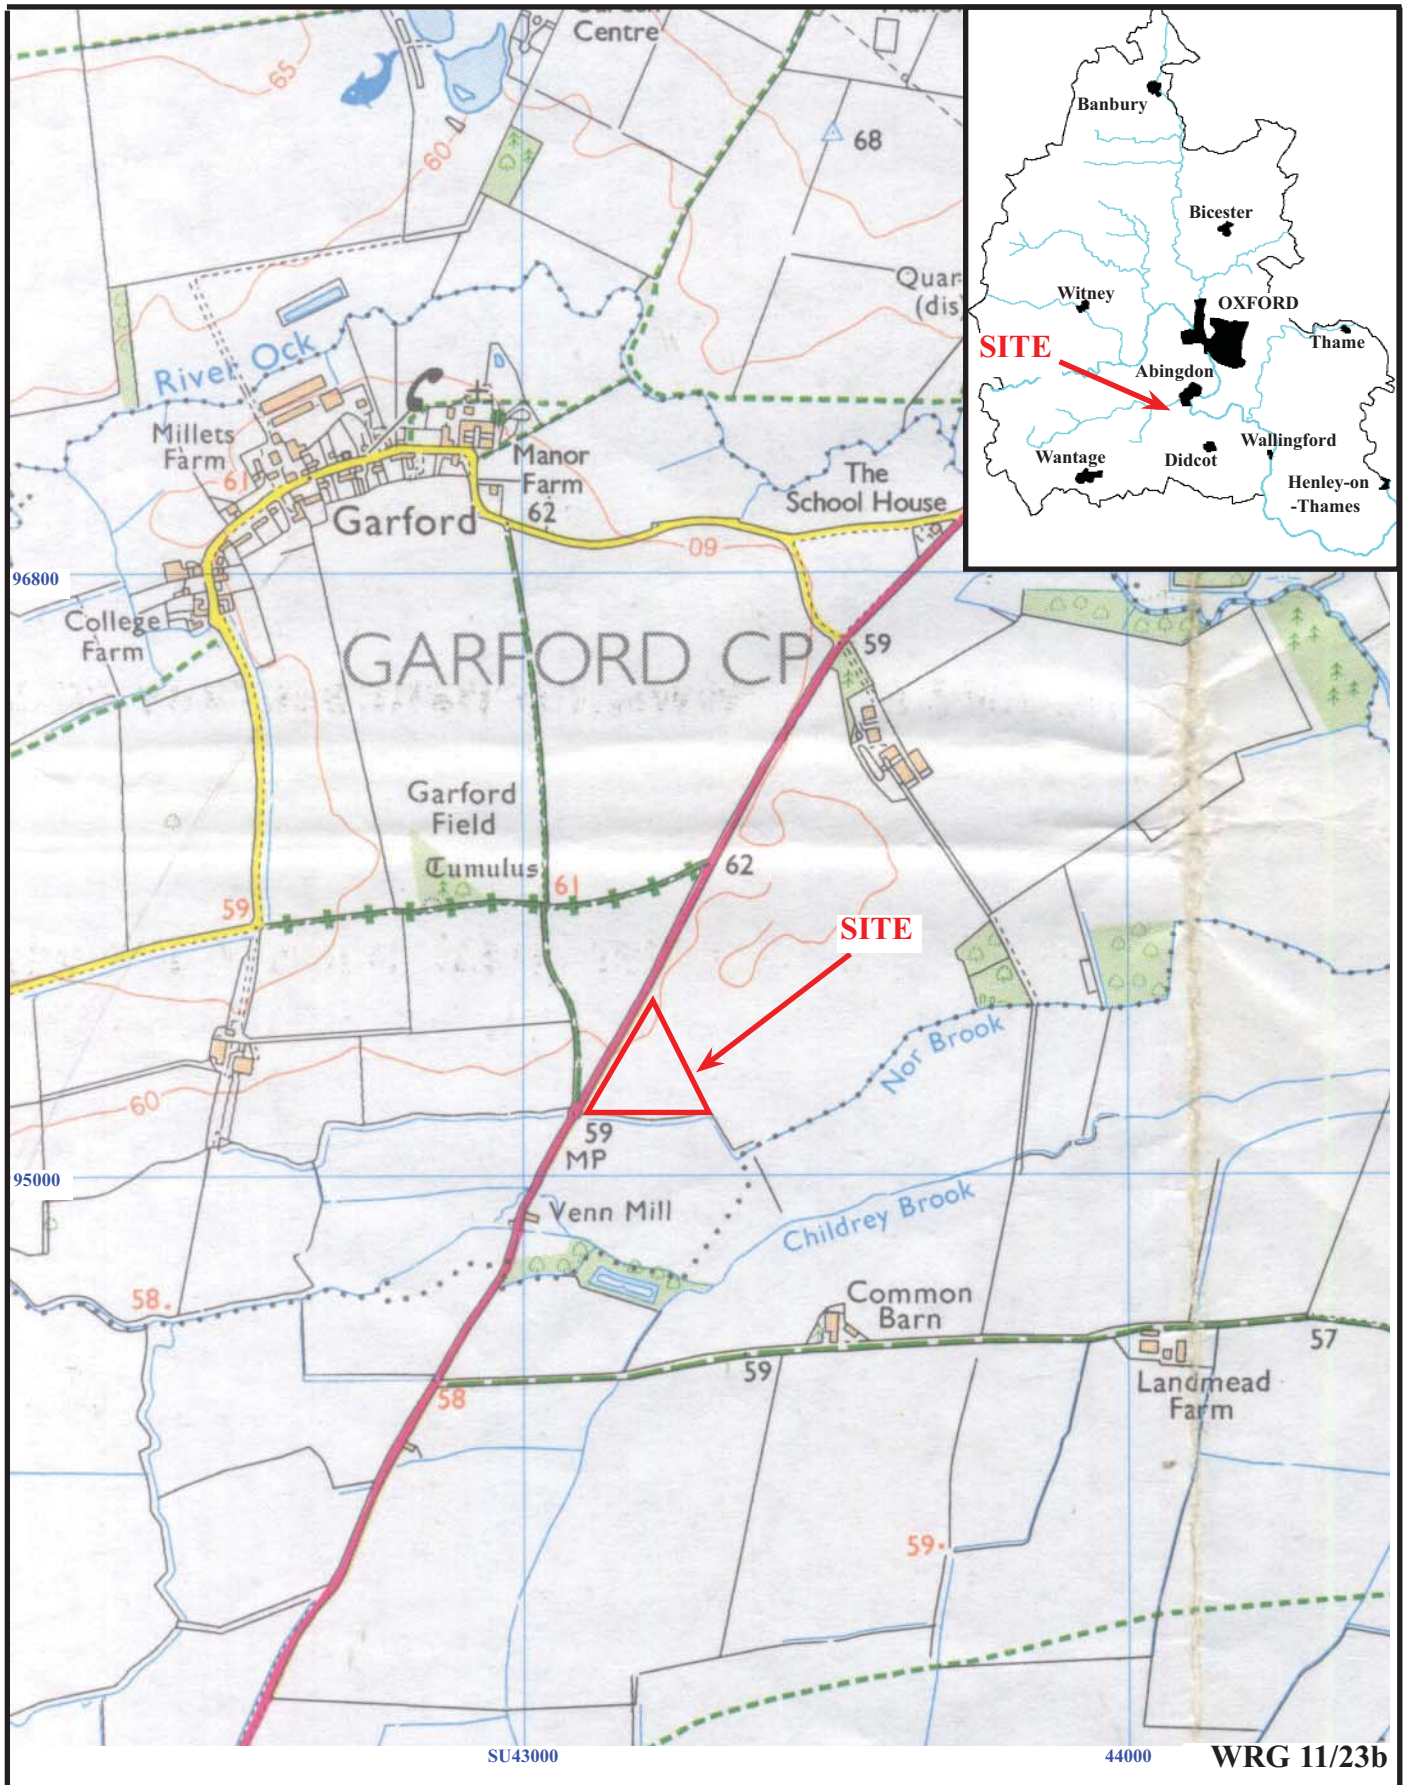 Garden
Centre
65
60
68
Quar-
(dis)
River Ock
Millets
Farm
61
Manor
Farm
62
Garford
The
School House
60
96800
College
Farm
GARFORD CP
59
Garford
Field
Tumulus
61
62
59
SITE
60
Nor Brook
59
MP
95000
Venn Mill
Childrey Brook
58
Common
Barn
59
57
58
Landmead
Farm
59
SU43000
44000
WRG 11/23b
Banbury
Bicester
Witney
OXFORD
Thame
SITE
Abingdon
Wantage
Didcot
Wallingford
Henley-on
-Thames